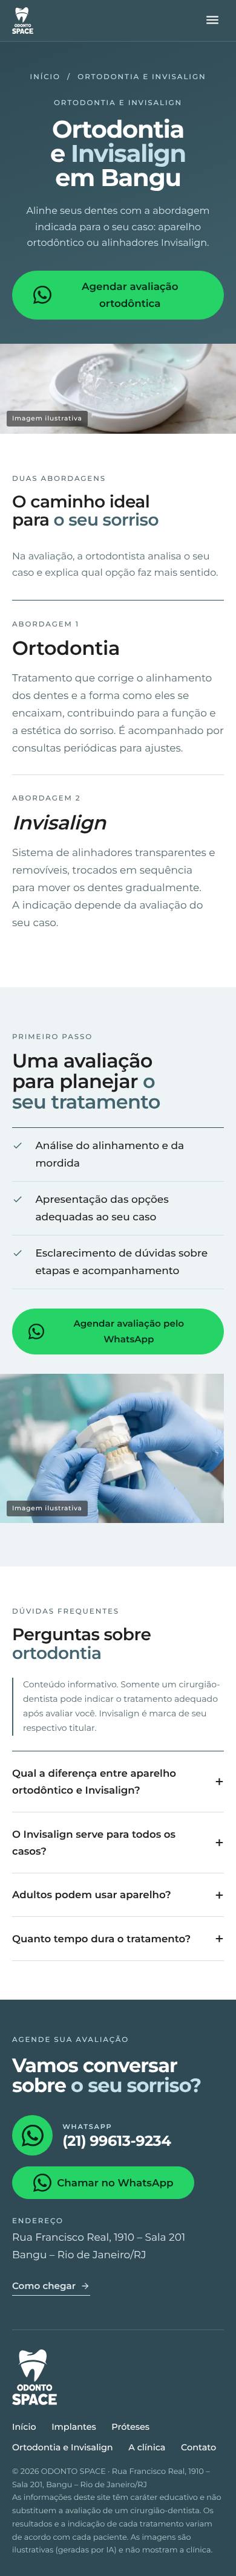 ODONTO
SPACE
INÍCIO / ORTODONTIA E INVISALIGN
ORTODONTIA E INVISALIGN
Ortodontia
e Invisalign
em Bangu
Alinhe seus dentes com a abordagem
indicada para o seu caso: aparelho
ortodôntico ou alinhadores Invisalign.
Agendar avaliação
ortodôntica
Imagem ilustrativa
DUAS ABORDAGENS
O caminho ideal
para o seu sorriso
Na avaliação, a ortodontista analisa o seu
caso e explica qual opção faz mais sentido.
ABORDAGEM 1
Ortodontia
Tratamento que corrige o alinhamento
dos dentes e a forma como eles se
encaixam, contribuindo para a função e
a estética do sorriso. É acompanhado por
consultas periódicas para ajustes.
ABORDAGEM 2
Invisalign
Sistema de alinhadores transparentes e
removíveis, trocados em sequência
para mover os dentes gradualmente.
A indicação depende da avaliação do
seu caso.
PRIMEIRO PASSO
Uma avaliação
para planejar o
seu tratamento
Análise do alinhamento e da
mordida
Apresentação das opções
adequadas ao seu caso
Esclarecimento de dúvidas sobre
etapas e acompanhamento
Agendar avaliação pelo
WhatsApp
Imagem ilustrativa
DÚVIDAS FREQUENTES
Perguntas sobre
ortodontia
Conteúdo informativo. Somente um cirurgião-
dentista pode indicar o tratamento adequado
após avaliar você. Invisalign é marca de seu
respectivo titular.
Qual a diferença entre aparelho
ortodôntico e Invisalign?
O Invisalign serve para todos os
casos?
Adultos podem usar aparelho?
Quanto tempo dura o tratamento?
AGENDE SUA AVALIAÇÃO
Vamos conversar
sobre o seu sorriso?
WHATSAPP
(21) 99613-9234
Chamar no WhatsApp
ENDEREÇO
Rua Francisco Real, 1910 – Sala 201
Bangu – Rio de Janeiro/RJ
Como chegar →
ODONTO
SPACE
Início Implantes Próteses
Ortodontia e Invisalign A clínica Contato
© 2026 ODONTO SPACE · Rua Francisco Real, 1910 –
Sala 201, Bangu – Rio de Janeiro/RJ
As informações deste site têm caráter educativo e não
substituem a avaliação de um cirurgião-dentista. Os
resultados e a indicação de cada tratamento variam
de acordo com cada paciente. As imagens são
ilustrativas (geradas por IA) e não mostram a clínica.